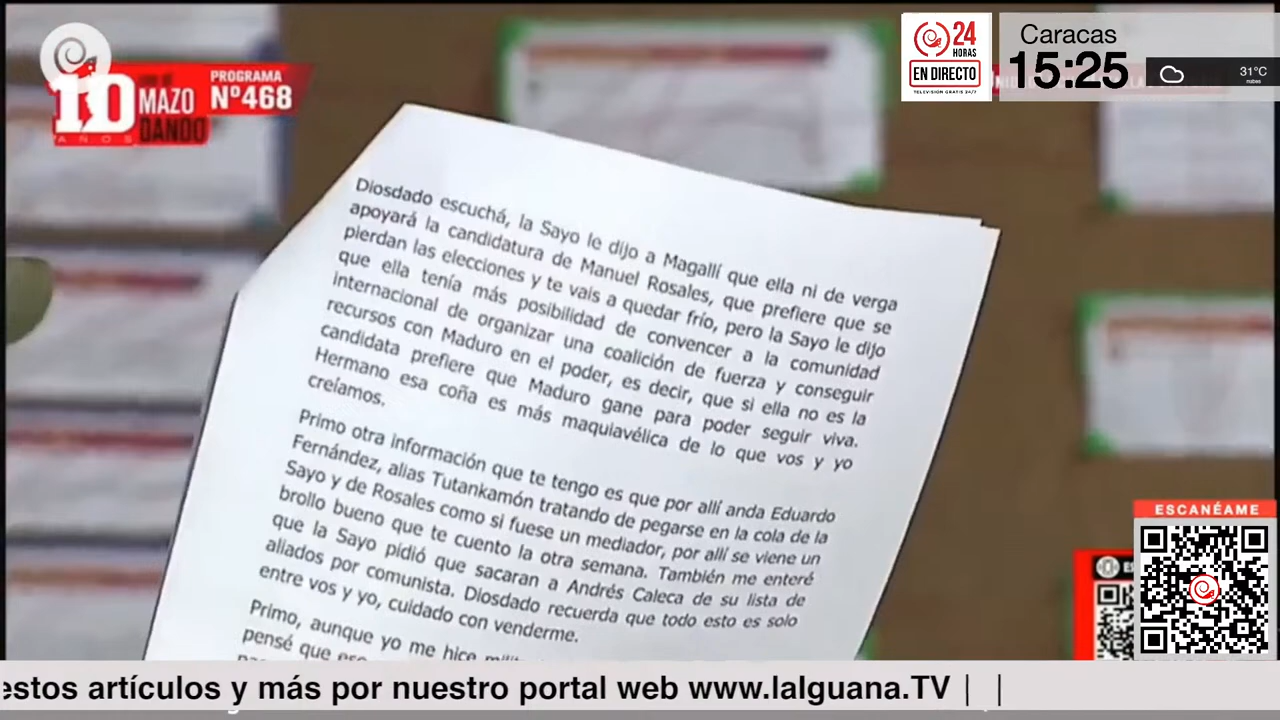 10
AÑOS
MAZO
DANDO
PROGRAMA
Nº468
24
HORAS
EN DIRECTO
TELEVISIÓN GRATIS 24/7
Caracas
15:25
31°C
nubes
Diosdado escuchá, la Sayo le dijo a Magallí que ella ni de verga
apoyará la candidatura de Manuel Rosales, que prefiere que se
pierdan las elecciones y te vais a quedar frío, pero la Sayo le dijo
que ella tenía más posibilidad de convencer a la comunidad
internacional de organizar una coalición de fuerza y conseguir
recursos con Maduro en el poder, es decir, que si ella no es la
candidata prefiere que Maduro gane para poder seguir viva.
Hermano esa coña es más maquiavélica de lo que vos y yo
creíamos.
Primo otra información que te tengo es que por allí anda Eduardo
Fernández, alias Tutankamón tratando de pegarse en la cola de la
Sayo y de Rosales como si fuese un mediador, por allí se viene un
brollo bueno que te cuento la otra semana. También me enteré
que la Sayo pidió que sacaran a Andrés Caleca de su lista de
aliados por comunista. Diosdado recuerda que todo esto es solo
entre vos y yo, cuidado con venderme.
Primo, aunque yo me hice
pensé que eso
ESCANÉAME
estos artículos y más por nuestro portal web www.laIguana.TV | |